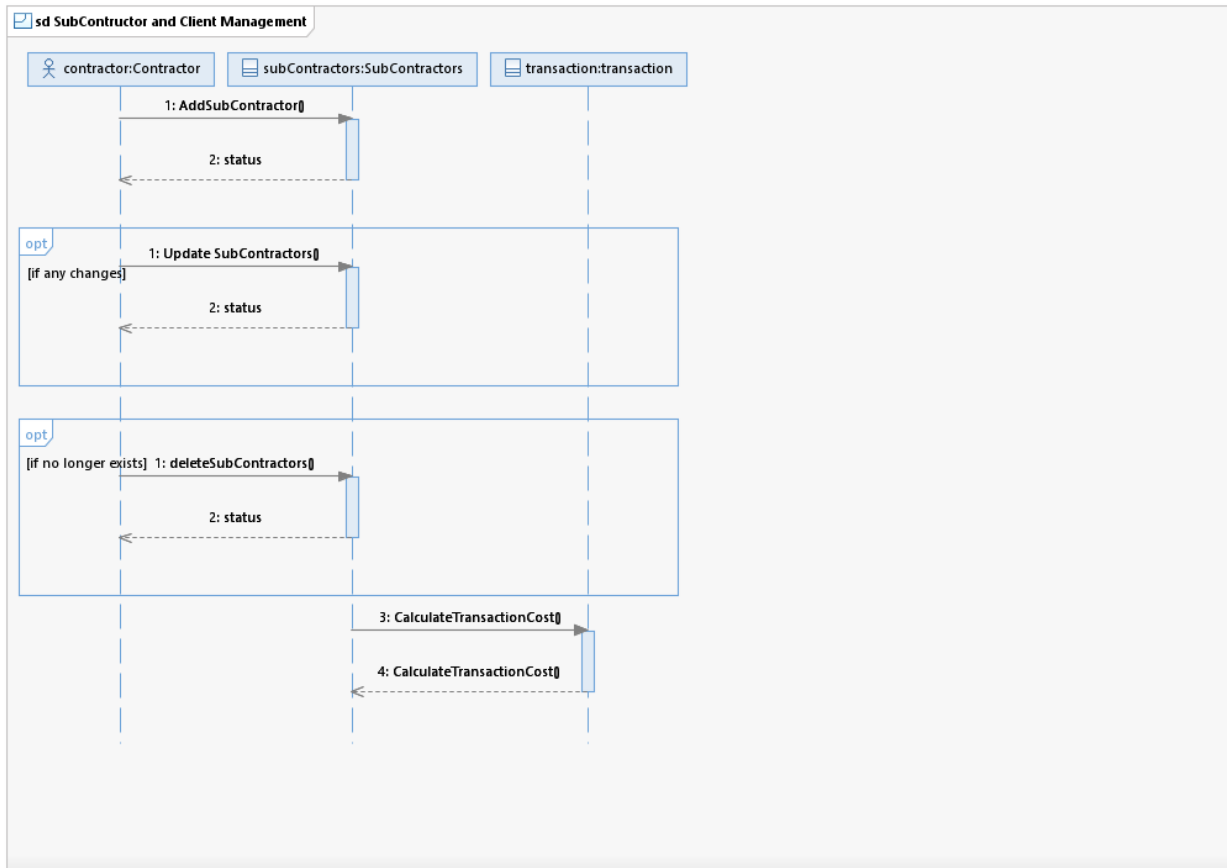 sd SubContructor and Client Management
contractor:Contractor
subContractors:SubContractors
transaction:transaction
1: AddSubContractor()
2: status
opt
1: Update SubContractors()
[if any changes]
2: status
opt
[if no longer exists] 1: deleteSubContractors()
2: status
3: CalculateTransactionCost()
4: CalculateTransactionCost()